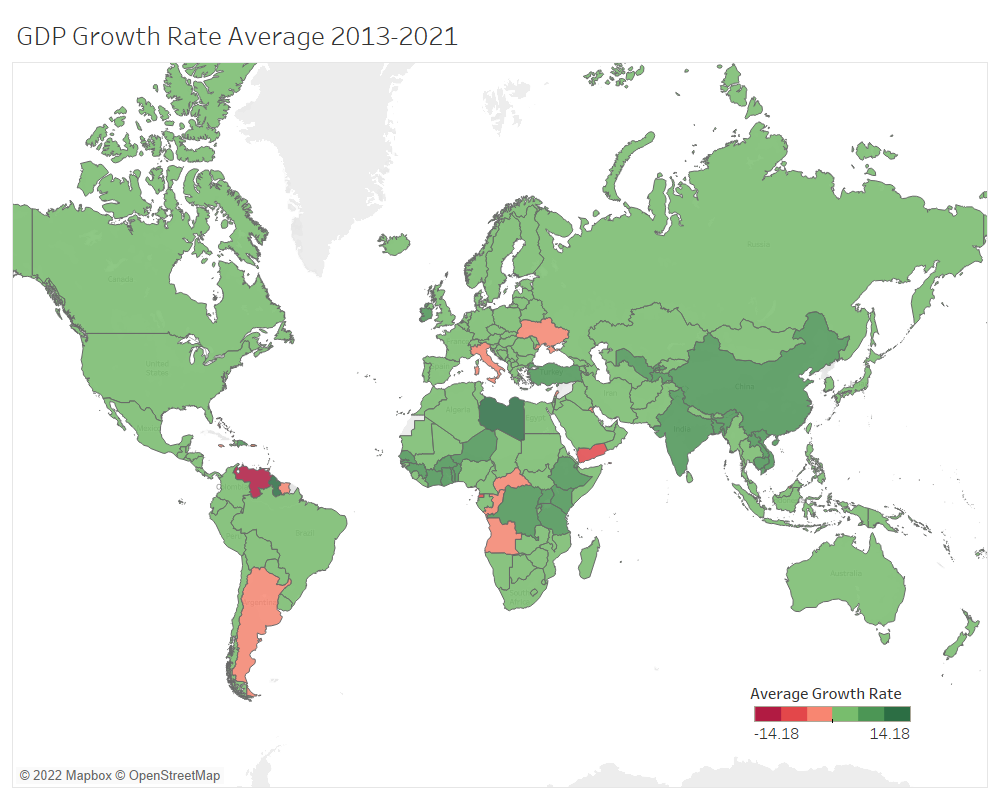 GDP Growth Rate Average 2013-2021
Canada
Russia
United
States
China
Iran
Algeria
India
Brazil
Australia
Argentina
Average Growth Rate
-14.18 14.18
© 2022 Mapbox © OpenStreetMap